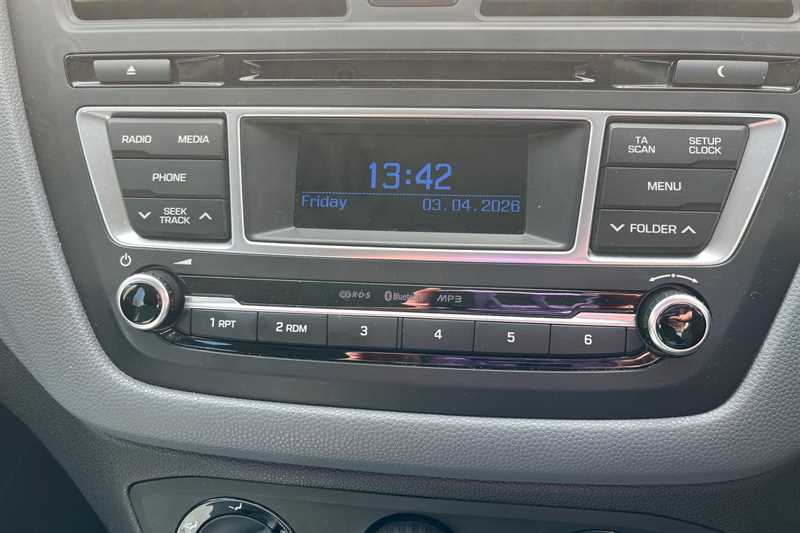 RADIO MEDIA
PHONE
SEEK
TRACK
13:42
Friday 03.04.2026
TA
SCAN
SETUP
CLOCK
MENU
FOLDER
R·D·S Bluetooth MP3
1 RPT 2 RDM 3 4 5 6